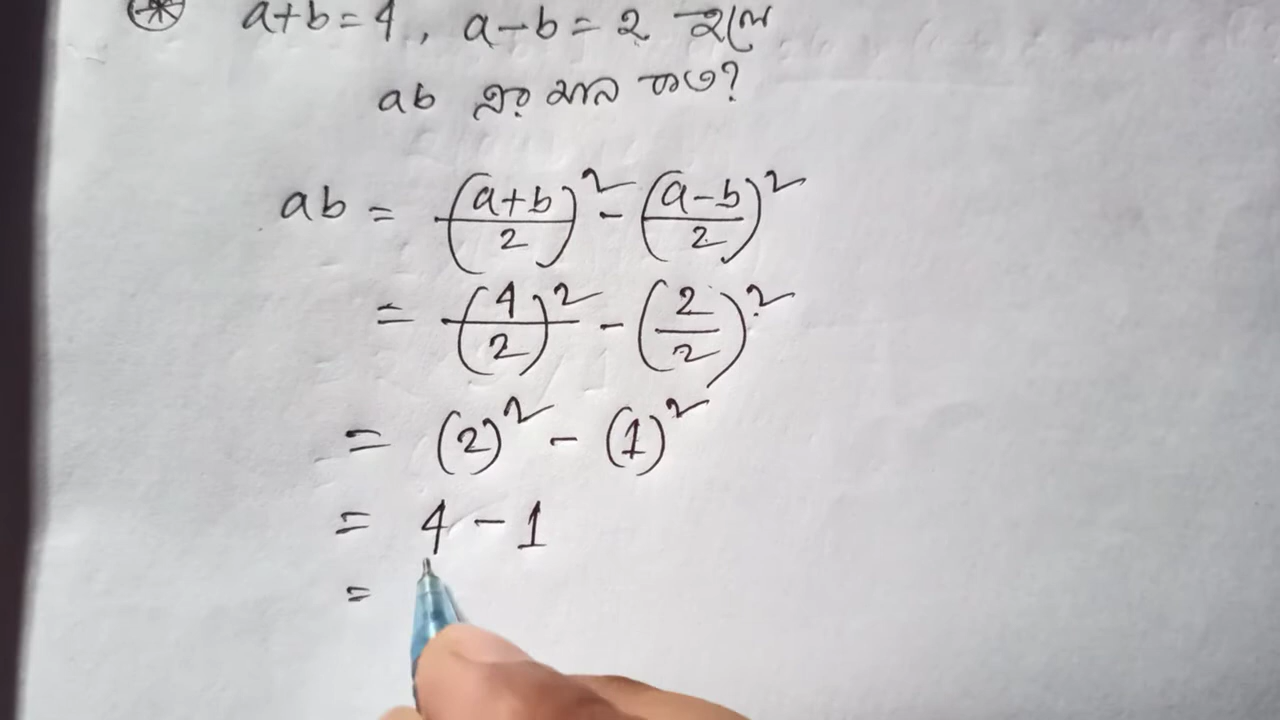 * a+b=4, a-b=2 হলে
ab এর মান কত?
ab = (a+b/2)² - (a-b/2)²
= (4/2)² - (2/2)²
= (2)² - (1)²
= 4 - 1
=